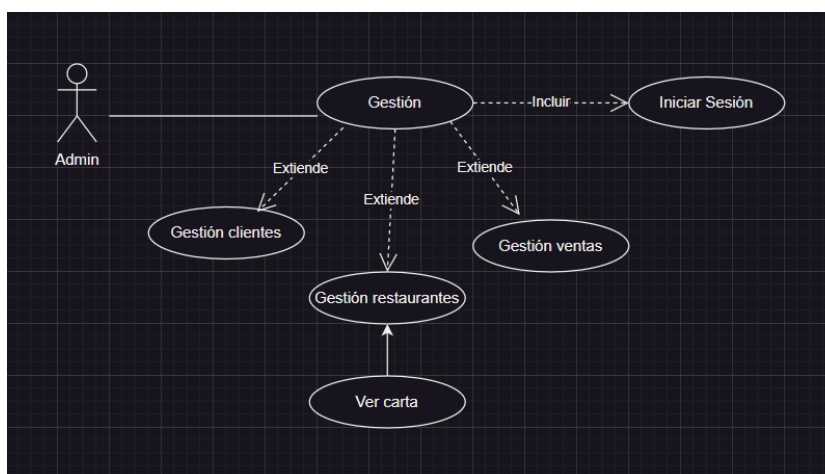 Gestión
Incluir
Iniciar Sesión
Admin
Extiende
Extiende
Extiende
Gestión clientes
Gestión ventas
Gestión restaurantes
Ver carta